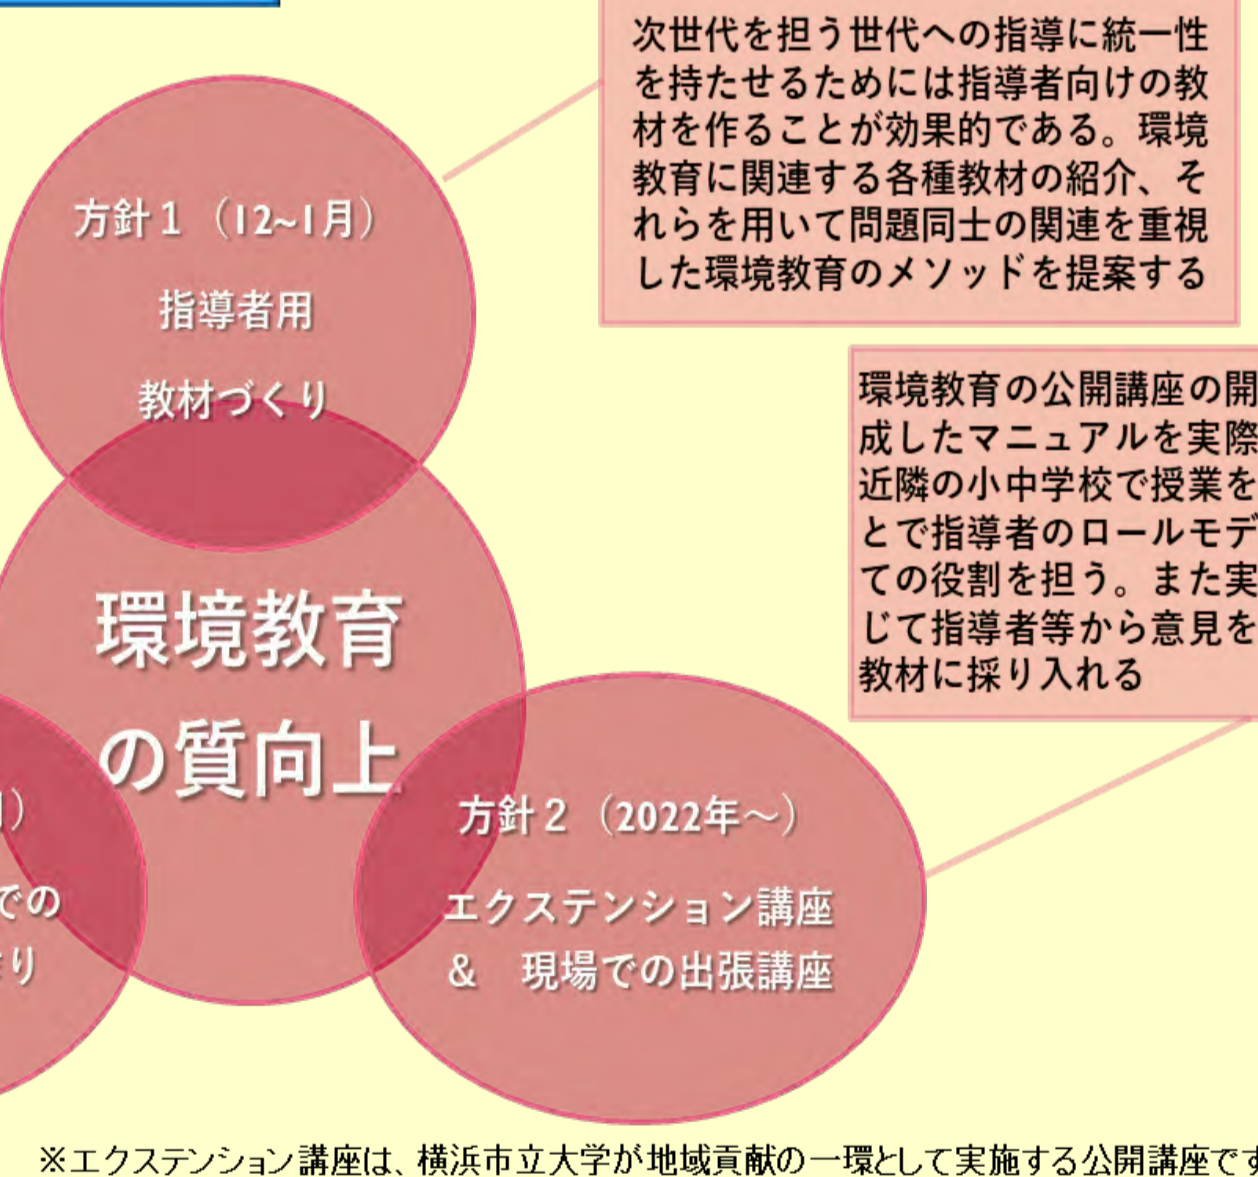 次世代を担う世代への指導に統一性
を持たせるためには指導者向けの教
材を作ることが効果的である。環境
教育に関連する各種教材の紹介、そ
れらを用いて問題同士の関連を重視
した環境教育のメソッドを提案する
方針１（12~1月）
指導者用
教材づくり
環境教育の公開講座の開
成したマニュアルを実際
近隣の小中学校で授業を
とで指導者のロールモデ
ての役割を担う。また実
じて指導者等から意見を
教材に採り入れる
環境教育
の質向上
）
での
り
方針２（2022年～）
エクステンション講座
&　現場での出張講座
※エクステンション講座は、横浜市立大学が地域貢献の一環として実施する公開講座です